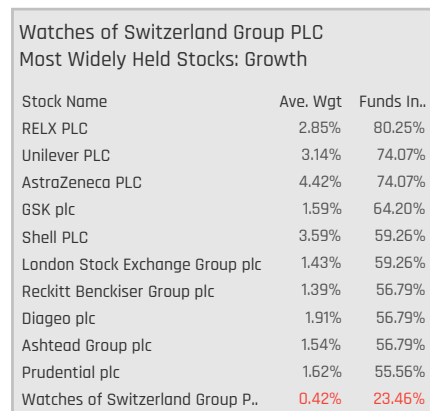 Watches of Switzerland Group PLC
Most Widely Held Stocks: Growth
Stock Name Ave. Wgt Funds In..
RELX PLC 2.85% 80.25%
Unilever PLC 3.14% 74.07%
AstraZeneca PLC 4.42% 74.07%
GSK plc 1.59% 64.20%
Shell PLC 3.59% 59.26%
London Stock Exchange Group plc 1.43% 59.26%
Reckitt Benckiser Group plc 1.39% 56.79%
Diageo plc 1.91% 56.79%
Ashtead Group plc 1.54% 56.79%
Prudential plc 1.62% 55.56%
Watches of Switzerland Group P.. 0.42% 23.46%